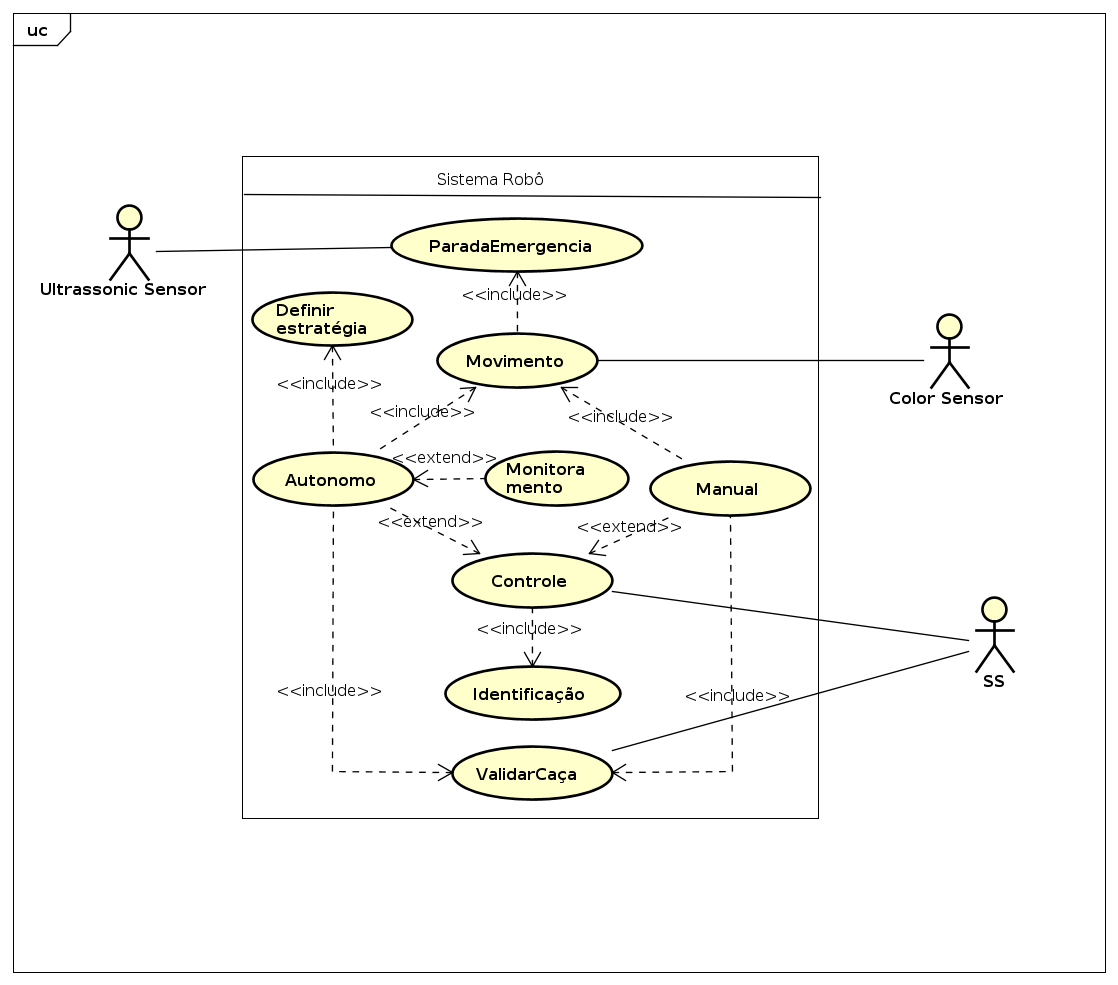 uc
Sistema Robô
ParadaEmergencia
Ultrassonic Sensor
<<include>>
Definir
estratégia
Movimento
Color Sensor
<<include>>
<<include>>
<<include>>
<<extend>>
Monitora
mento
Autonomo
Manual
<<extend>>
<<extend>>
Controle
<<include>>
SS
Identificação
<<include>>
<<include>>
ValidarCaça